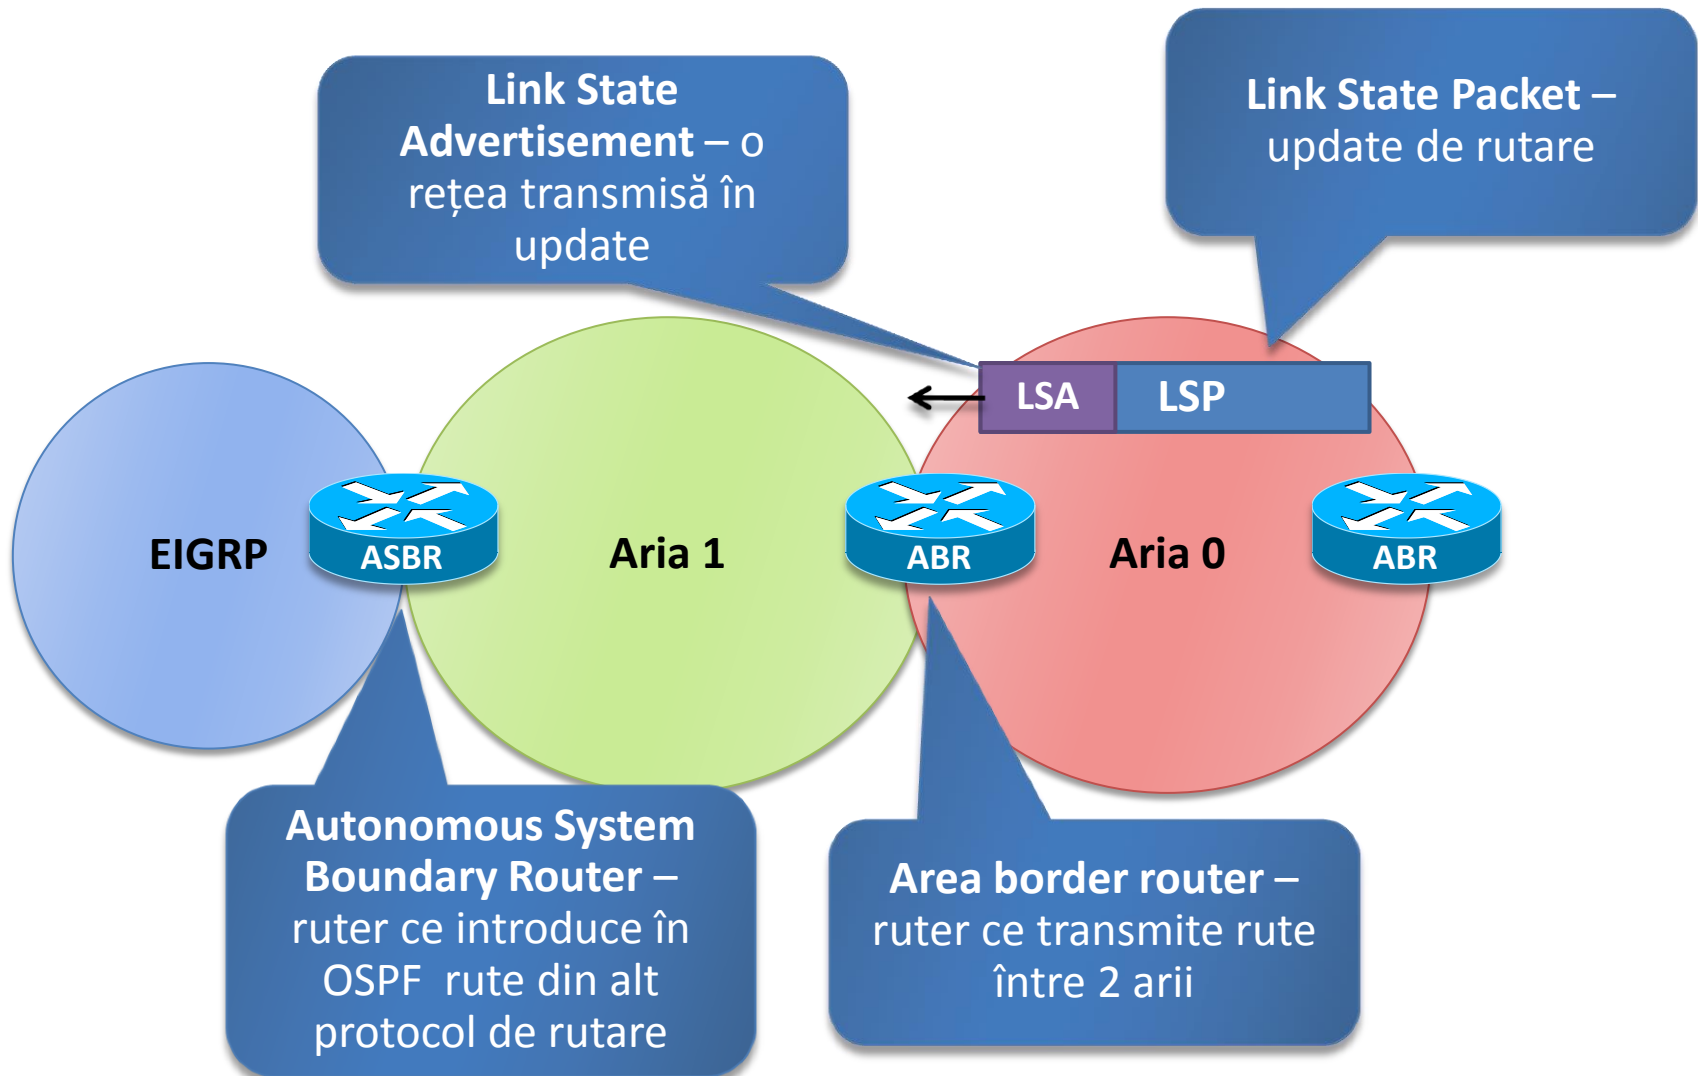 Link State
Advertisement – o
rețea transmisă în
update
Link State Packet –
update de rutare
LSA
LSP
EIGRP
ASBR
Aria 1
ABR
Aria 0
ABR
Autonomous System
Boundary Router –
ruter ce introduce în
OSPF rute din alt
protocol de rutare
Area border router –
ruter ce transmite rute
între 2 arii